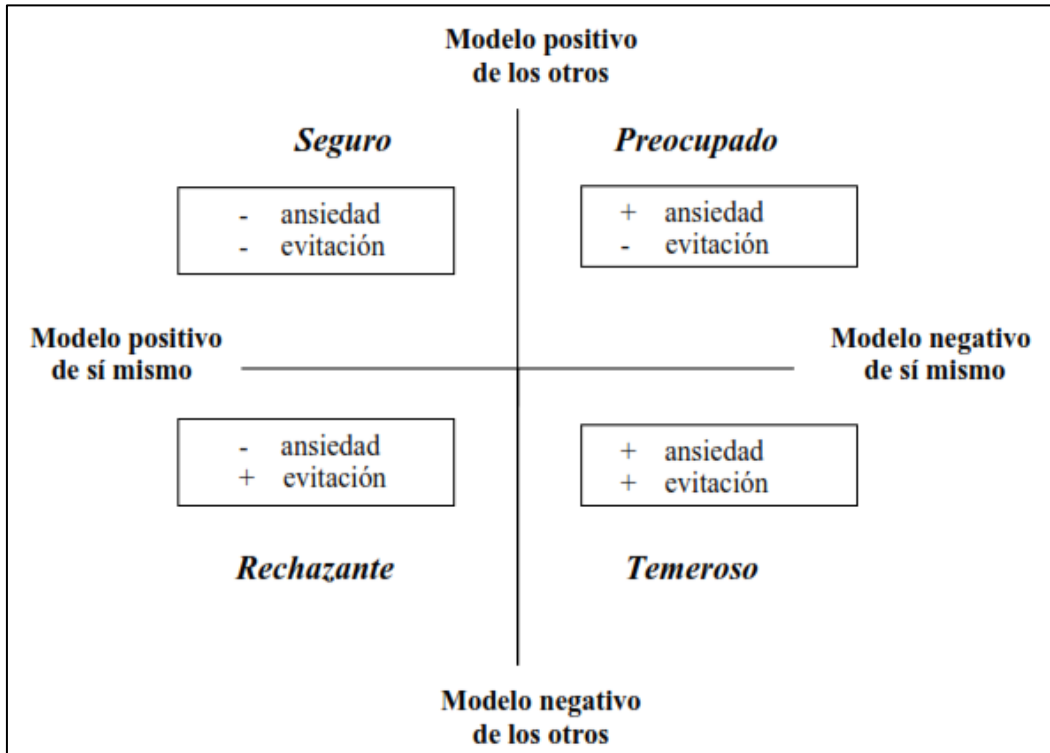 Modelo positivo
de los otros
Seguro
Preocupado
- ansiedad
- evitación
+ ansiedad
- evitación
Modelo positivo
de sí mismo
Modelo negativo
de sí mismo
- ansiedad
+ evitación
+ ansiedad
+ evitación
Rechazante
Temeroso
Modelo negativo
de los otros